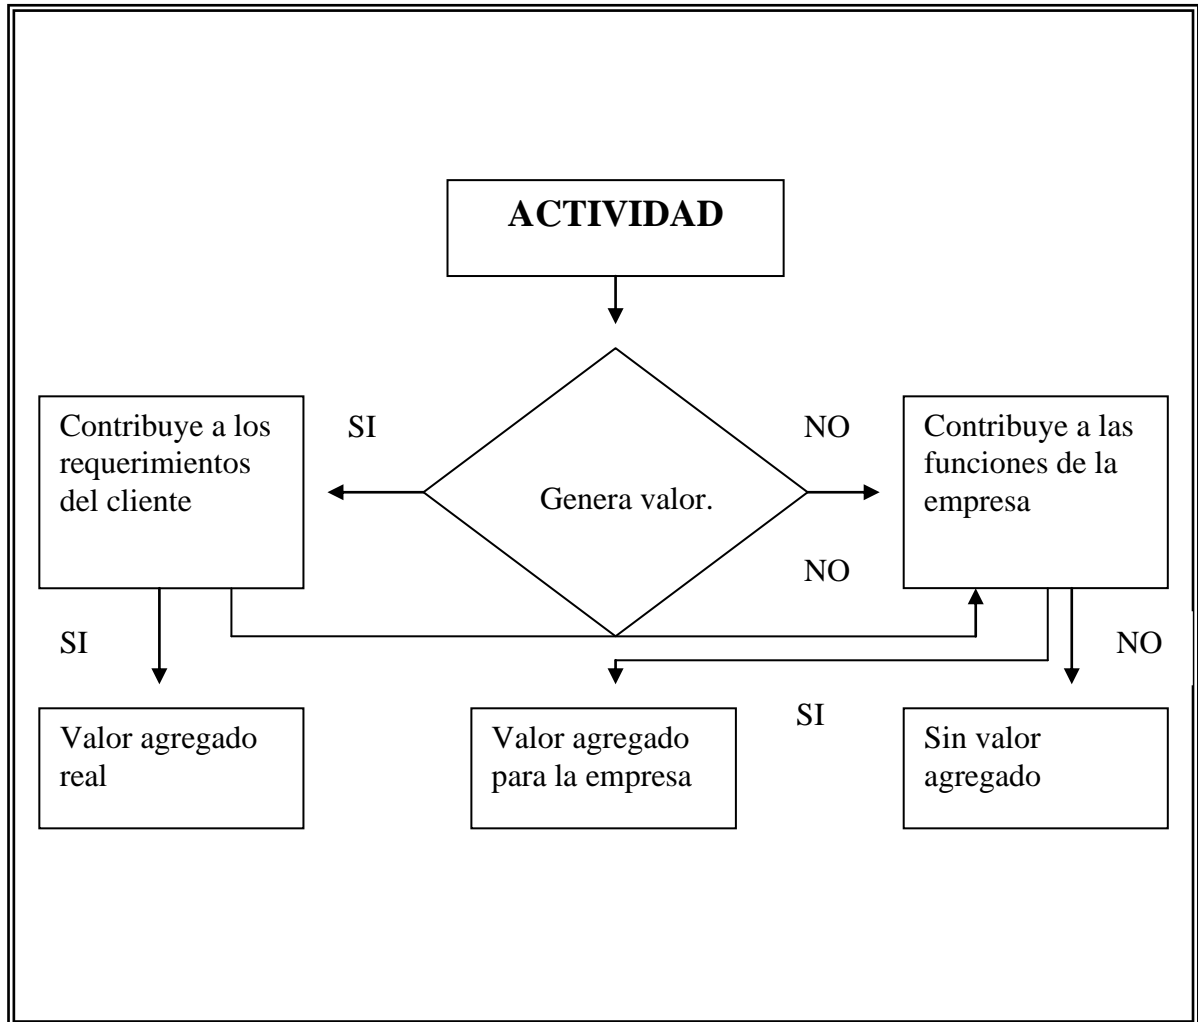 ACTIVIDAD
Contribuye a los
requerimientos
del cliente
SI
Genera valor.
NO
Contribuye a las
funciones de la
empresa
NO
SI
NO
SI
Valor agregado
real
Valor agregado
para la empresa
Sin valor
agregado